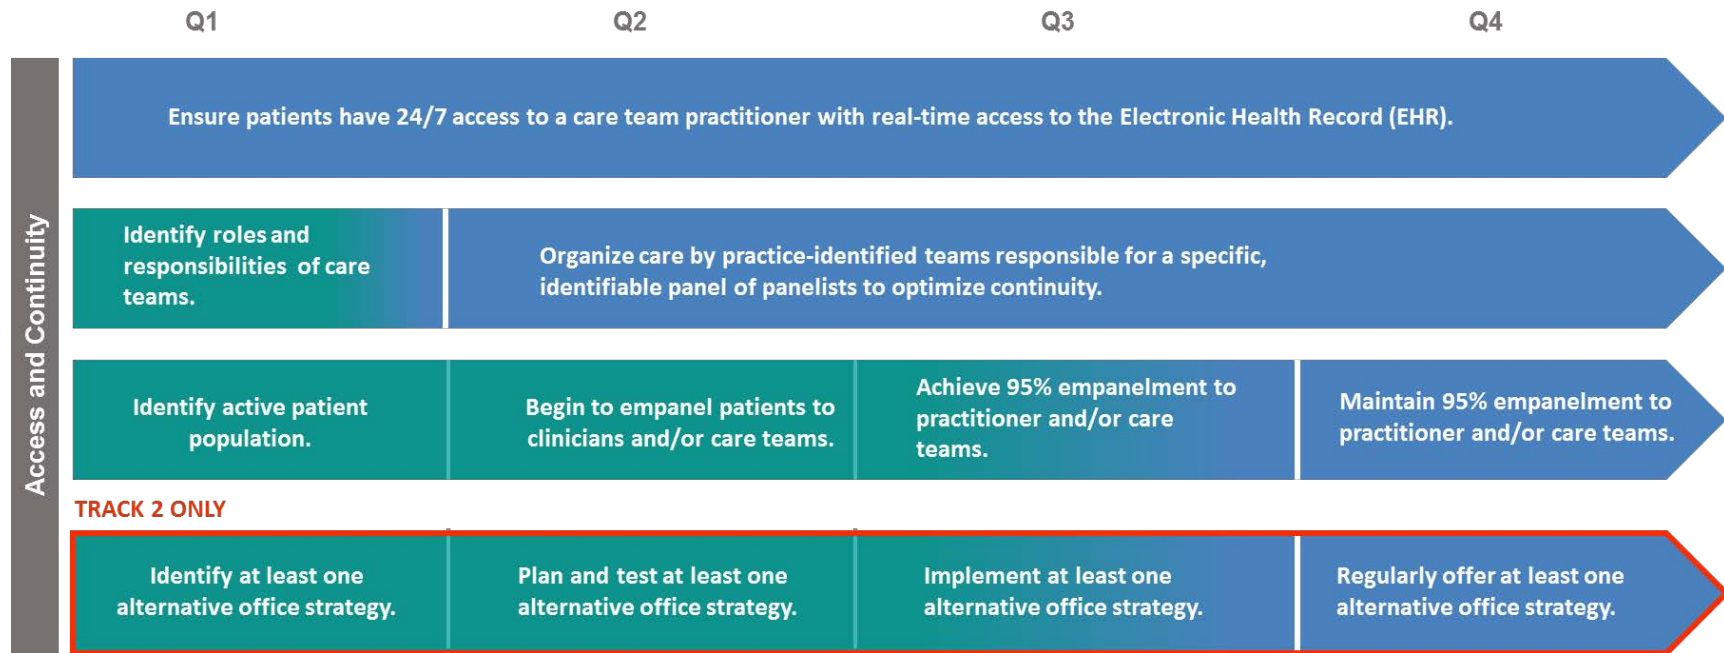 Q1 Q2 Q3 Q4
Access and Continuity
Ensure patients have 24/7 access to a care team practitioner with real-time access to the Electronic Health Record (EHR).
Identify roles and
responsibilities of care
teams.
Organize care by practice-identified teams responsible for a specific,
identifiable panel of panelists to optimize continuity.
Identify active patient
population.
Begin to empanel patients to
clinicians and/or care teams.
Achieve 95% empanelment to
practitioner and/or care
teams.
Maintain 95% empanelment to
practitioner and/or care teams.
TRACK 2 ONLY
Identify at least one
alternative office strategy.
Plan and test at least one
alternative office strategy.
Implement at least one
alternative office strategy.
Regularly offer at least one
alternative office strategy.